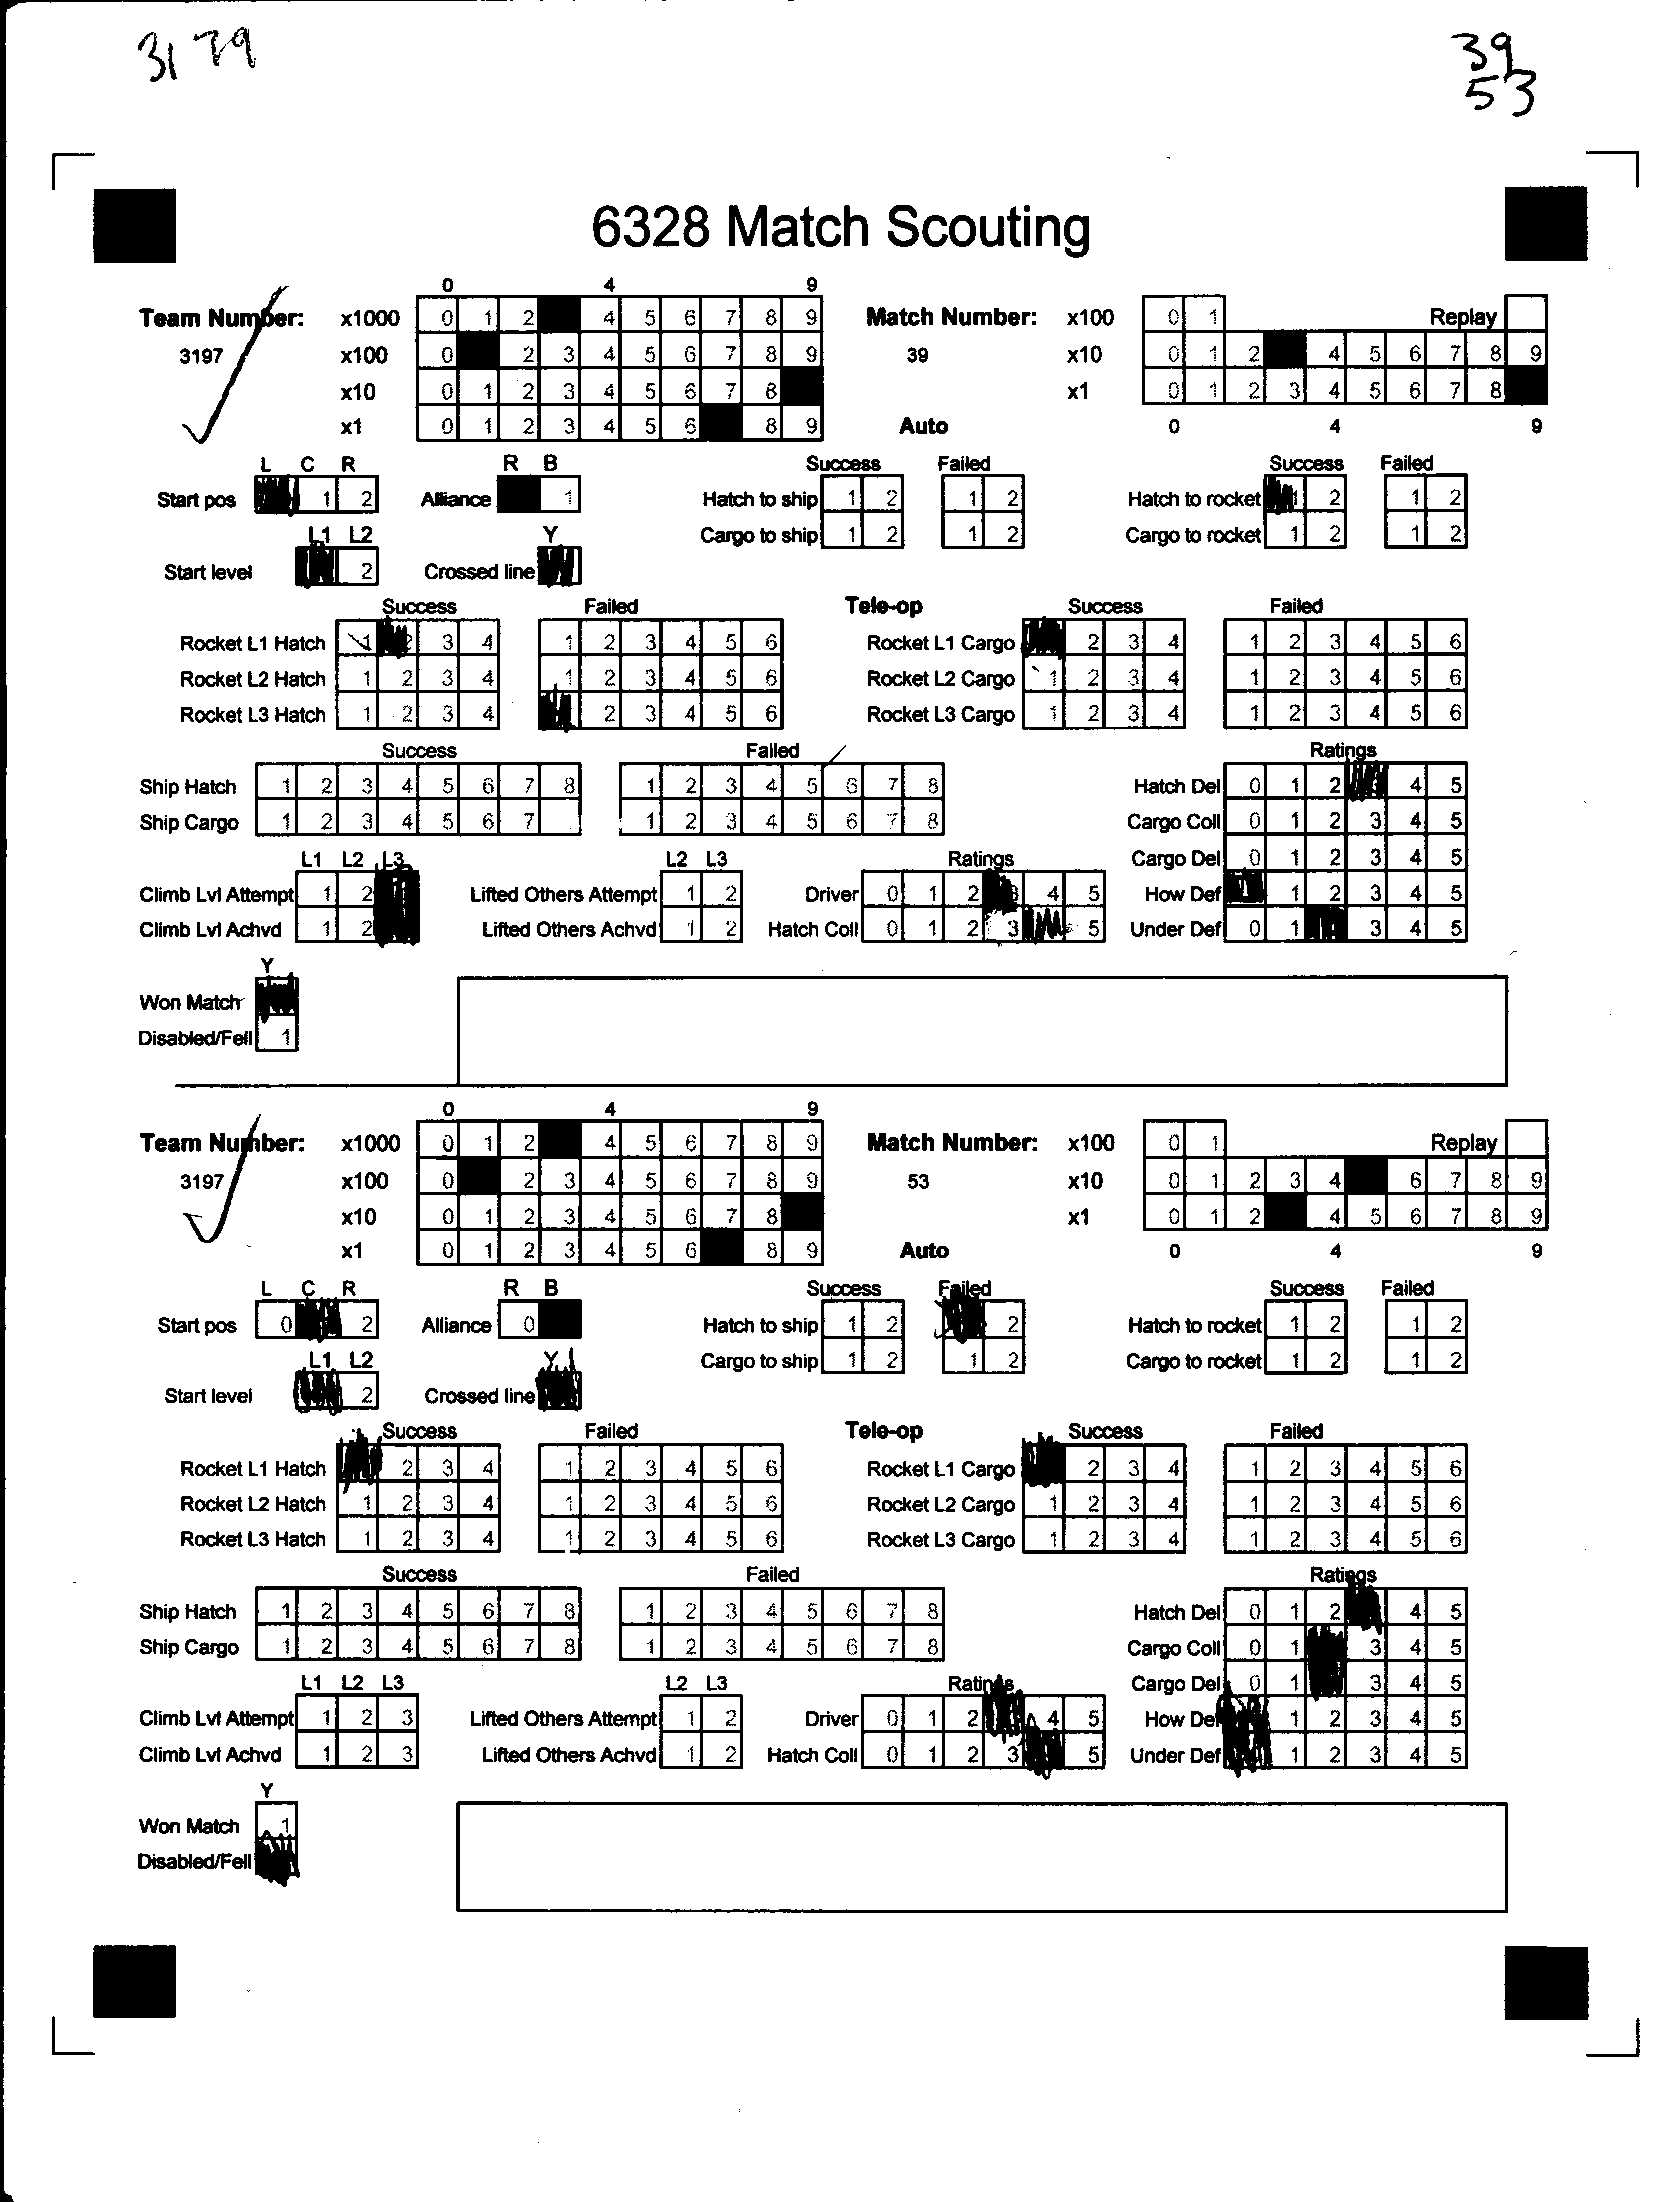 3179
39
53
6328 Match Scouting
0 4 9
Team Number: x1000 0 1 2 4 5 6 7 8 9 Match Number: x100 0 1 Replay
3197 x100 0 2 3 4 5 6 7 8 9 39 x10 0 1 2 4 5 6 7 8 9
x10 0 1 2 3 4 5 6 7 8 x1 0 1 2 3 4 5 6 7 8
x1 0 1 2 3 4 5 6 8 9 Auto 0 4 9
L C R R B Success Failed Success Failed
Start pos 1 2 Alliance 1 Hatch to ship 1 2 1 2 Hatch to rocket 1 2 1 2
L1 L2 Y Cargo to ship 1 2 1 2 Cargo to rocket 1 2 1 2
Start level 2 Crossed line
Success Failed Tele-op Success Failed
Rocket L1 Hatch 1 2 3 4 1 2 3 4 5 6 Rocket L1 Cargo 2 3 4 1 2 3 4 5 6
Rocket L2 Hatch 1 2 3 4 1 2 3 4 5 6 Rocket L2 Cargo 1 2 3 4 1 2 3 4 5 6
Rocket L3 Hatch 1 2 3 4 2 3 4 5 6 Rocket L3 Cargo 1 2 3 4 1 2 3 4 5 6
Success Failed Ratings
Ship Hatch 1 2 3 4 5 6 7 8 1 2 3 4 5 6 7 8 Hatch Del 0 1 2 4 5
Ship Cargo 1 2 3 4 5 6 7 1 2 3 4 5 6 7 8 Cargo Coll 0 1 2 3 4 5
L1 L2 L3 L2 L3 Ratings Cargo Del 0 1 2 3 4 5
Climb Lvl Attempt 1 2 Lifted Others Attempt 1 2 Driver 0 1 2 3 4 5 How Def 1 2 3 4 5
Climb Lvl Achvd 1 2 Lifted Others Achvd 1 2 Hatch Coll 0 1 2 3 5 Under Def 0 1 3 4 5
Y
Won Match
Disabled/Fell 1
0 4 9
Team Number: x1000 0 1 2 4 5 6 7 8 9 Match Number: x100 0 1 Replay
3197 x100 0 2 3 4 5 6 7 8 9 53 x10 0 1 2 3 4 6 7 8 9
x10 0 1 2 3 4 5 6 7 8 x1 0 1 2 4 5 6 7 8 9
x1 0 1 2 3 4 5 6 8 9 Auto 0 4 9
L C R R B Success Failed Success Failed
Start pos 0 2 Alliance 0 Hatch to ship 1 2 2 Hatch to rocket 1 2 1 2
L1 L2 Y Cargo to ship 1 2 1 2 Cargo to rocket 1 2 1 2
Start level 2 Crossed line
Success Failed Tele-op Success Failed
Rocket L1 Hatch 2 3 4 1 2 3 4 5 6 Rocket L1 Cargo 2 3 4 1 2 3 4 5 6
Rocket L2 Hatch 1 2 3 4 1 2 3 4 5 6 Rocket L2 Cargo 1 2 3 4 1 2 3 4 5 6
Rocket L3 Hatch 1 2 3 4 1 2 3 4 5 6 Rocket L3 Cargo 1 2 3 4 1 2 3 4 5 6
Success Failed Ratings
Ship Hatch 1 2 3 4 5 6 7 8 1 2 3 4 5 6 7 8 Hatch Del 0 1 2 4 5
Ship Cargo 1 2 3 4 5 6 7 8 1 2 3 4 5 6 7 8 Cargo Coll 0 1 3 4 5
L1 L2 L3 L2 L3 Ratings Cargo Del 0 1 3 4 5
Climb Lvl Attempt 1 2 3 Lifted Others Attempt 1 2 Driver 0 1 2 4 5 How Def 1 2 3 4 5
Climb Lvl Achvd 1 2 3 Lifted Others Achvd 1 2 Hatch Coll 0 1 2 3 5 Under Def 1 2 3 4 5
Y
Won Match 1
Disabled/Fell